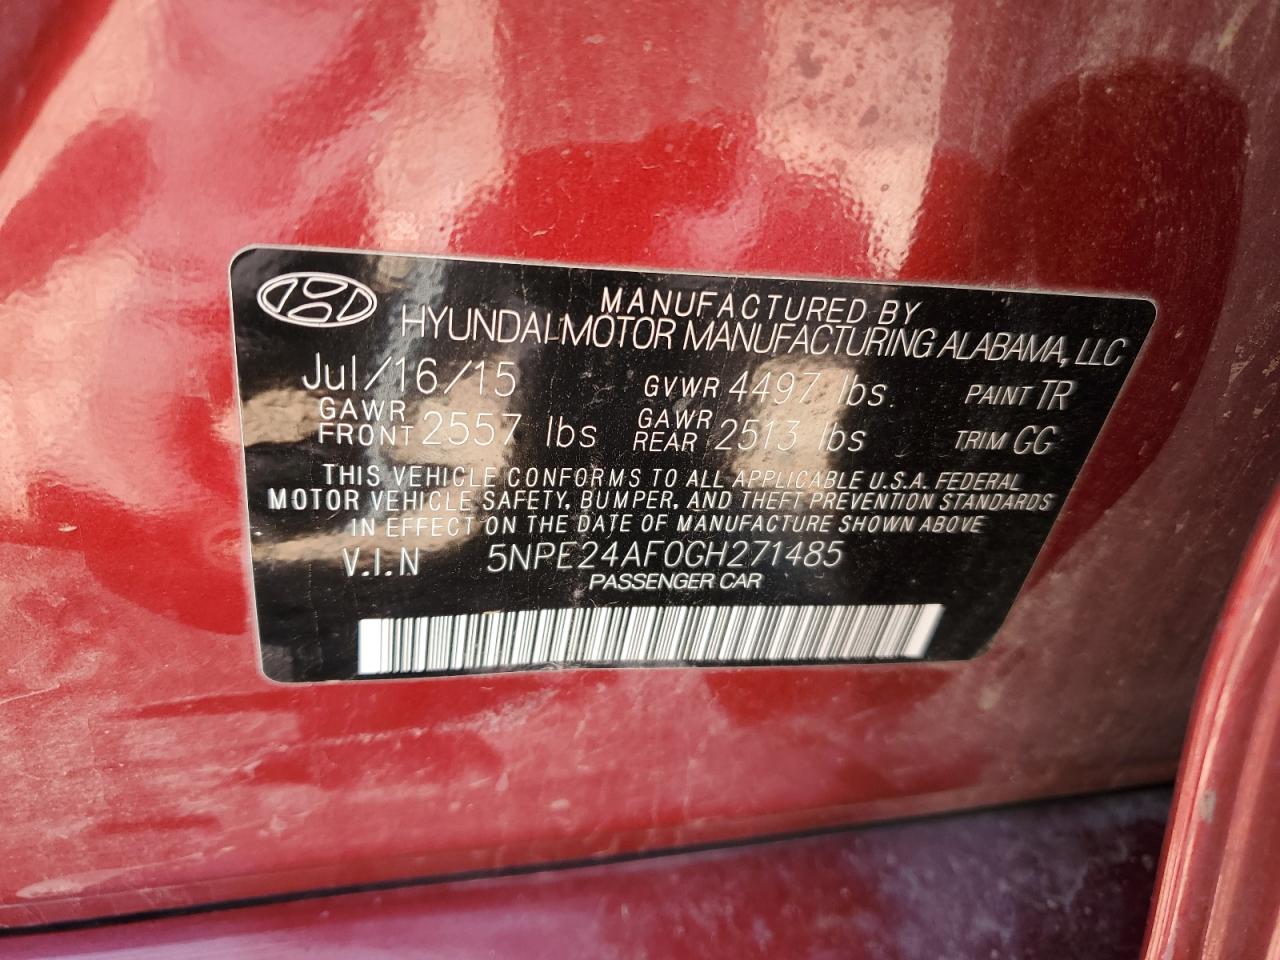 MANUFACTURED BY
HYUNDAI MOTOR MANUFACTURING ALABAMA, LLC
Jul/16/15 GVWR 4497 lbs. PAINT TR
GAWR FRONT 2557 lbs GAWR REAR 2513 lbs TRIM GG
THIS VEHICLE CONFORMS TO ALL APPLICABLE U.S.A. FEDERAL
MOTOR VEHICLE SAFETY, BUMPER, AND THEFT PREVENTION STANDARDS
IN EFFECT ON THE DATE OF MANUFACTURE SHOWN ABOVE
V.I.N 5NPE24AF0GH271485
PASSENGER CAR